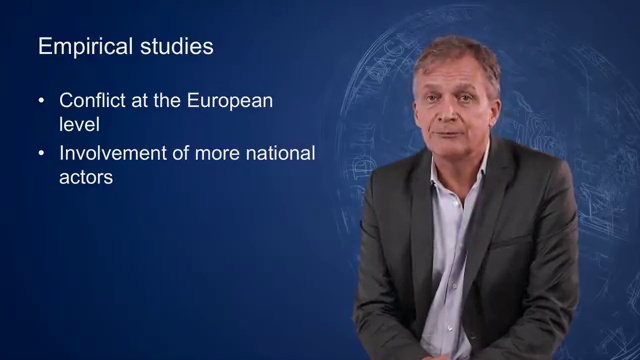 Empirical studies
• Conflict at the European
level
• Involvement of more national
actors